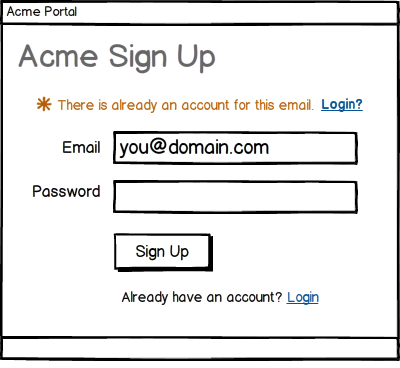 Acme Portal
Acme Sign Up
* There is already an account for this email. Login?
Email you@domain.com
Password
Sign Up
Already have an account? Login